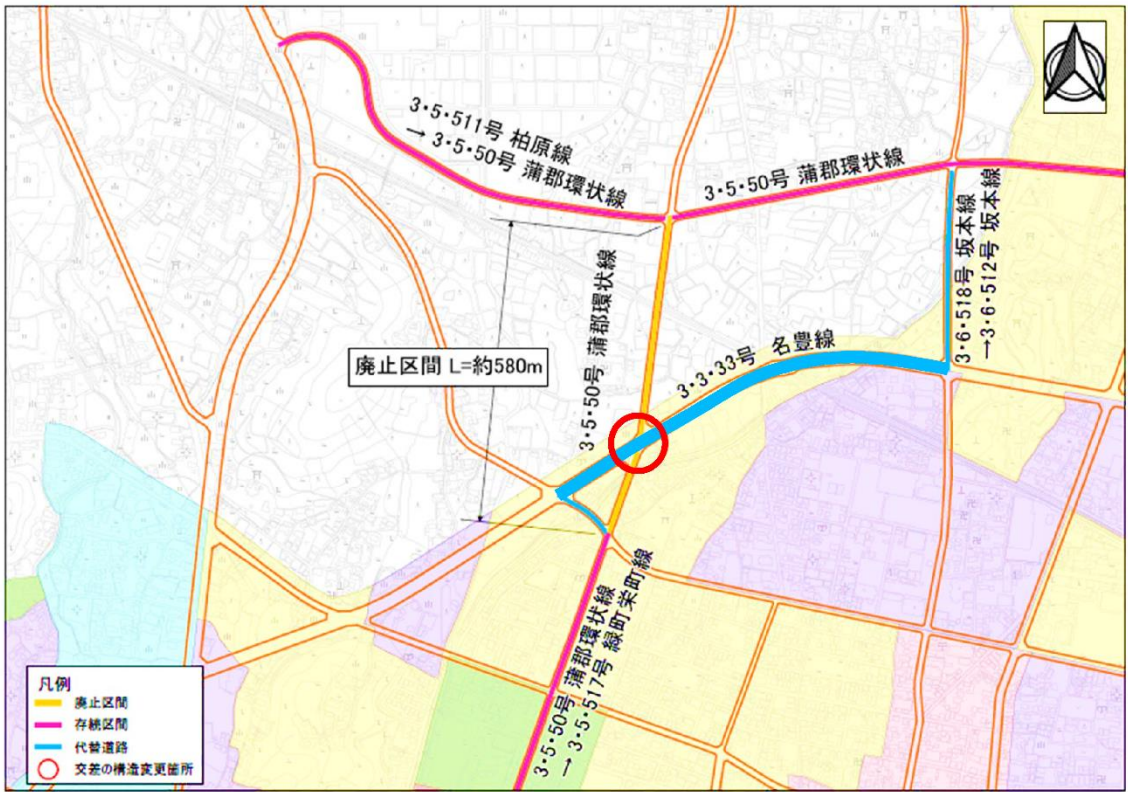 3・5・511号 柏原線
→ 3・5・50号 蒲郡環状線
3・5・50号 蒲郡環状線
3・6・518号 坂本線
→3・6・512号 坂本線
3・5・50号 蒲郡環状線
廃止区間 L=約580m
3・3・33号 名豊線
3・5・50号 蒲郡環状線
→ 3・5・517号 緑町栄町線
凡例
廃止区間
存続区間
代替道路
交差の構造変更箇所